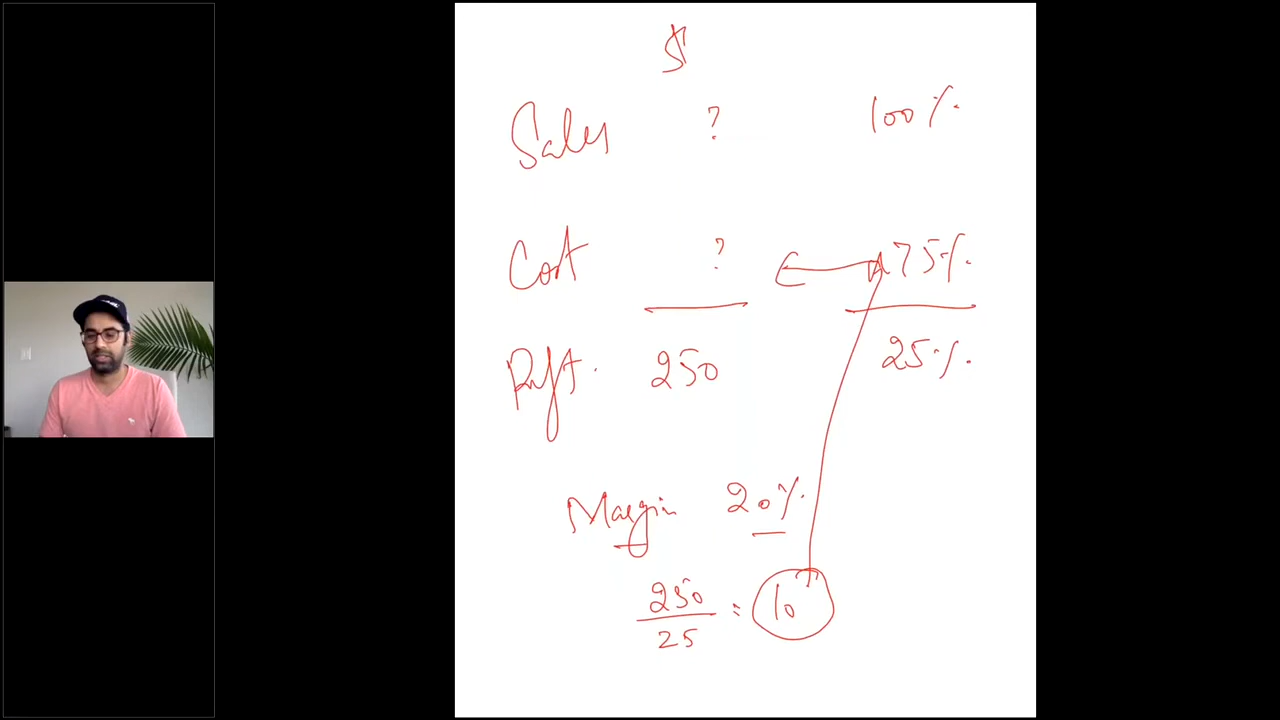 $
Sales ? 100%
Cost ? 75%
Profit 250 25%
Margin 20%
250
25
= 10